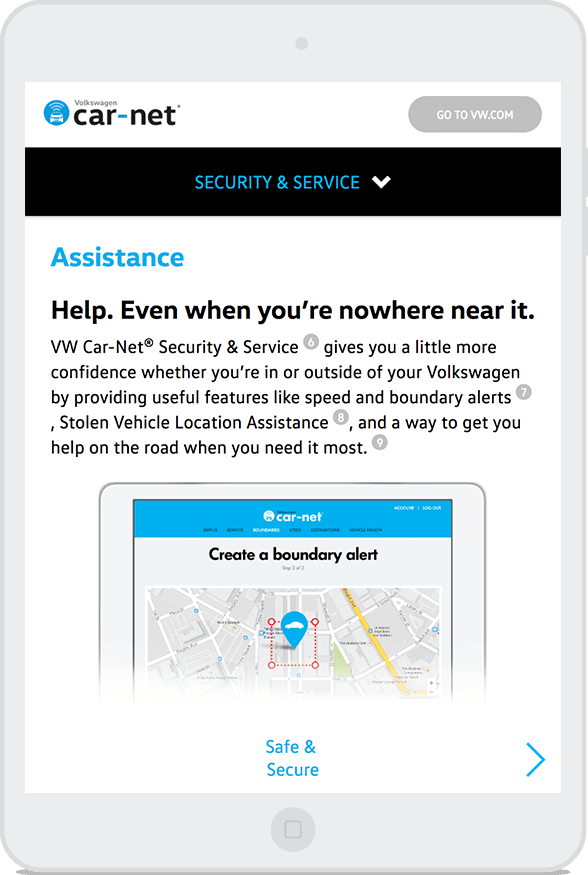 Volkswagen
car-net®
GO TO VW.COM
SECURITY & SERVICE
Assistance
Help. Even when you’re nowhere near it.
VW Car-Net® Security & Service 6 gives you a little more
confidence whether you’re in or outside of your Volkswagen
by providing useful features like speed and boundary alerts 7
, Stolen Vehicle Location Assistance 8, and a way to get you
help on the road when you need it most. 9
car-net
ACCOUNT | LOG OUT
STATUS REMOTE BOUNDARIES SPEED DESTINATIONS VEHICLE HEALTH
Create a boundary alert
Step 2 of 2
Safe &
Secure